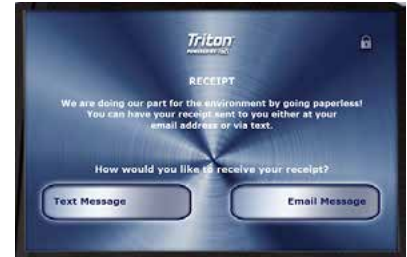 Triton
RECEIPT
We are doing our part for the environment by going paperless!
You can have your receipt sent to you either at your
email address or via text.
How would you like to receive your receipt?
Text Message
Email Message